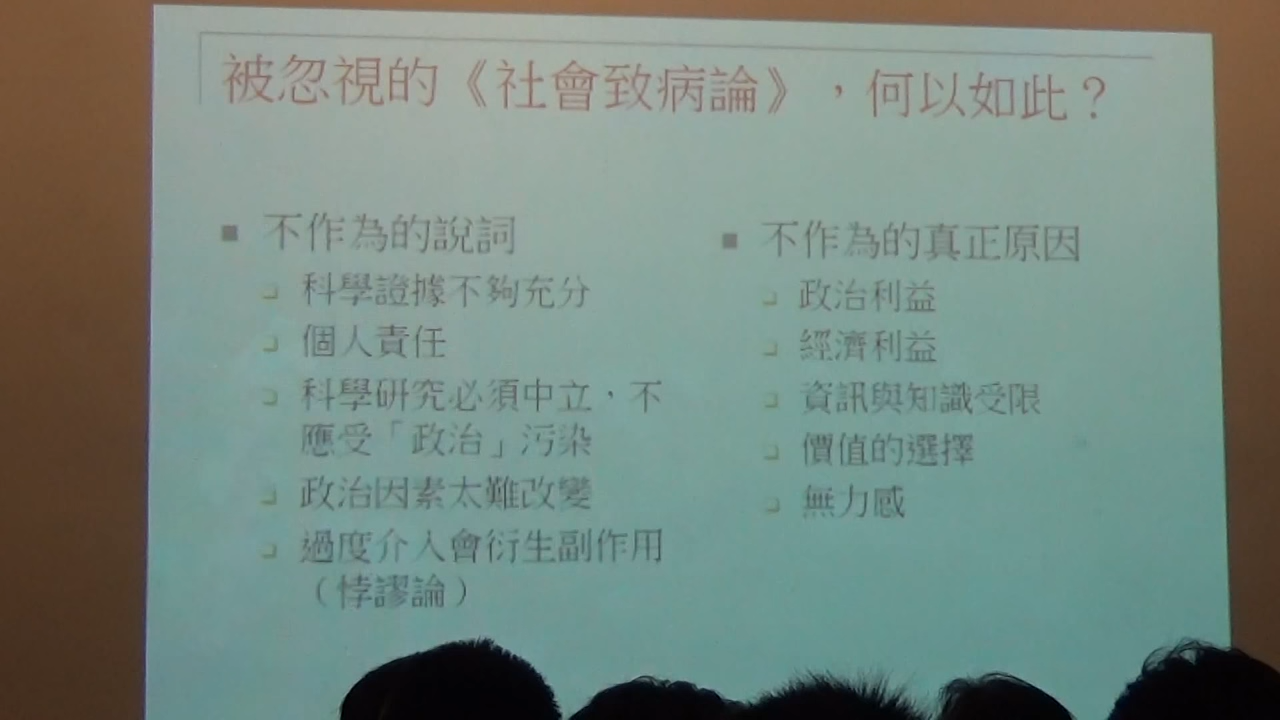 被忽視的《社會致病論》，何以如此？
不作為的說詞
科學證據不夠充分
個人責任
科學研究必須中立，不
應受「政治」污染
政治因素太難改變
過度介入會衍生副作用
（悖謬論）
不作為的真正原因
政治利益
經濟利益
資訊與知識受限
價值的選擇
無力感